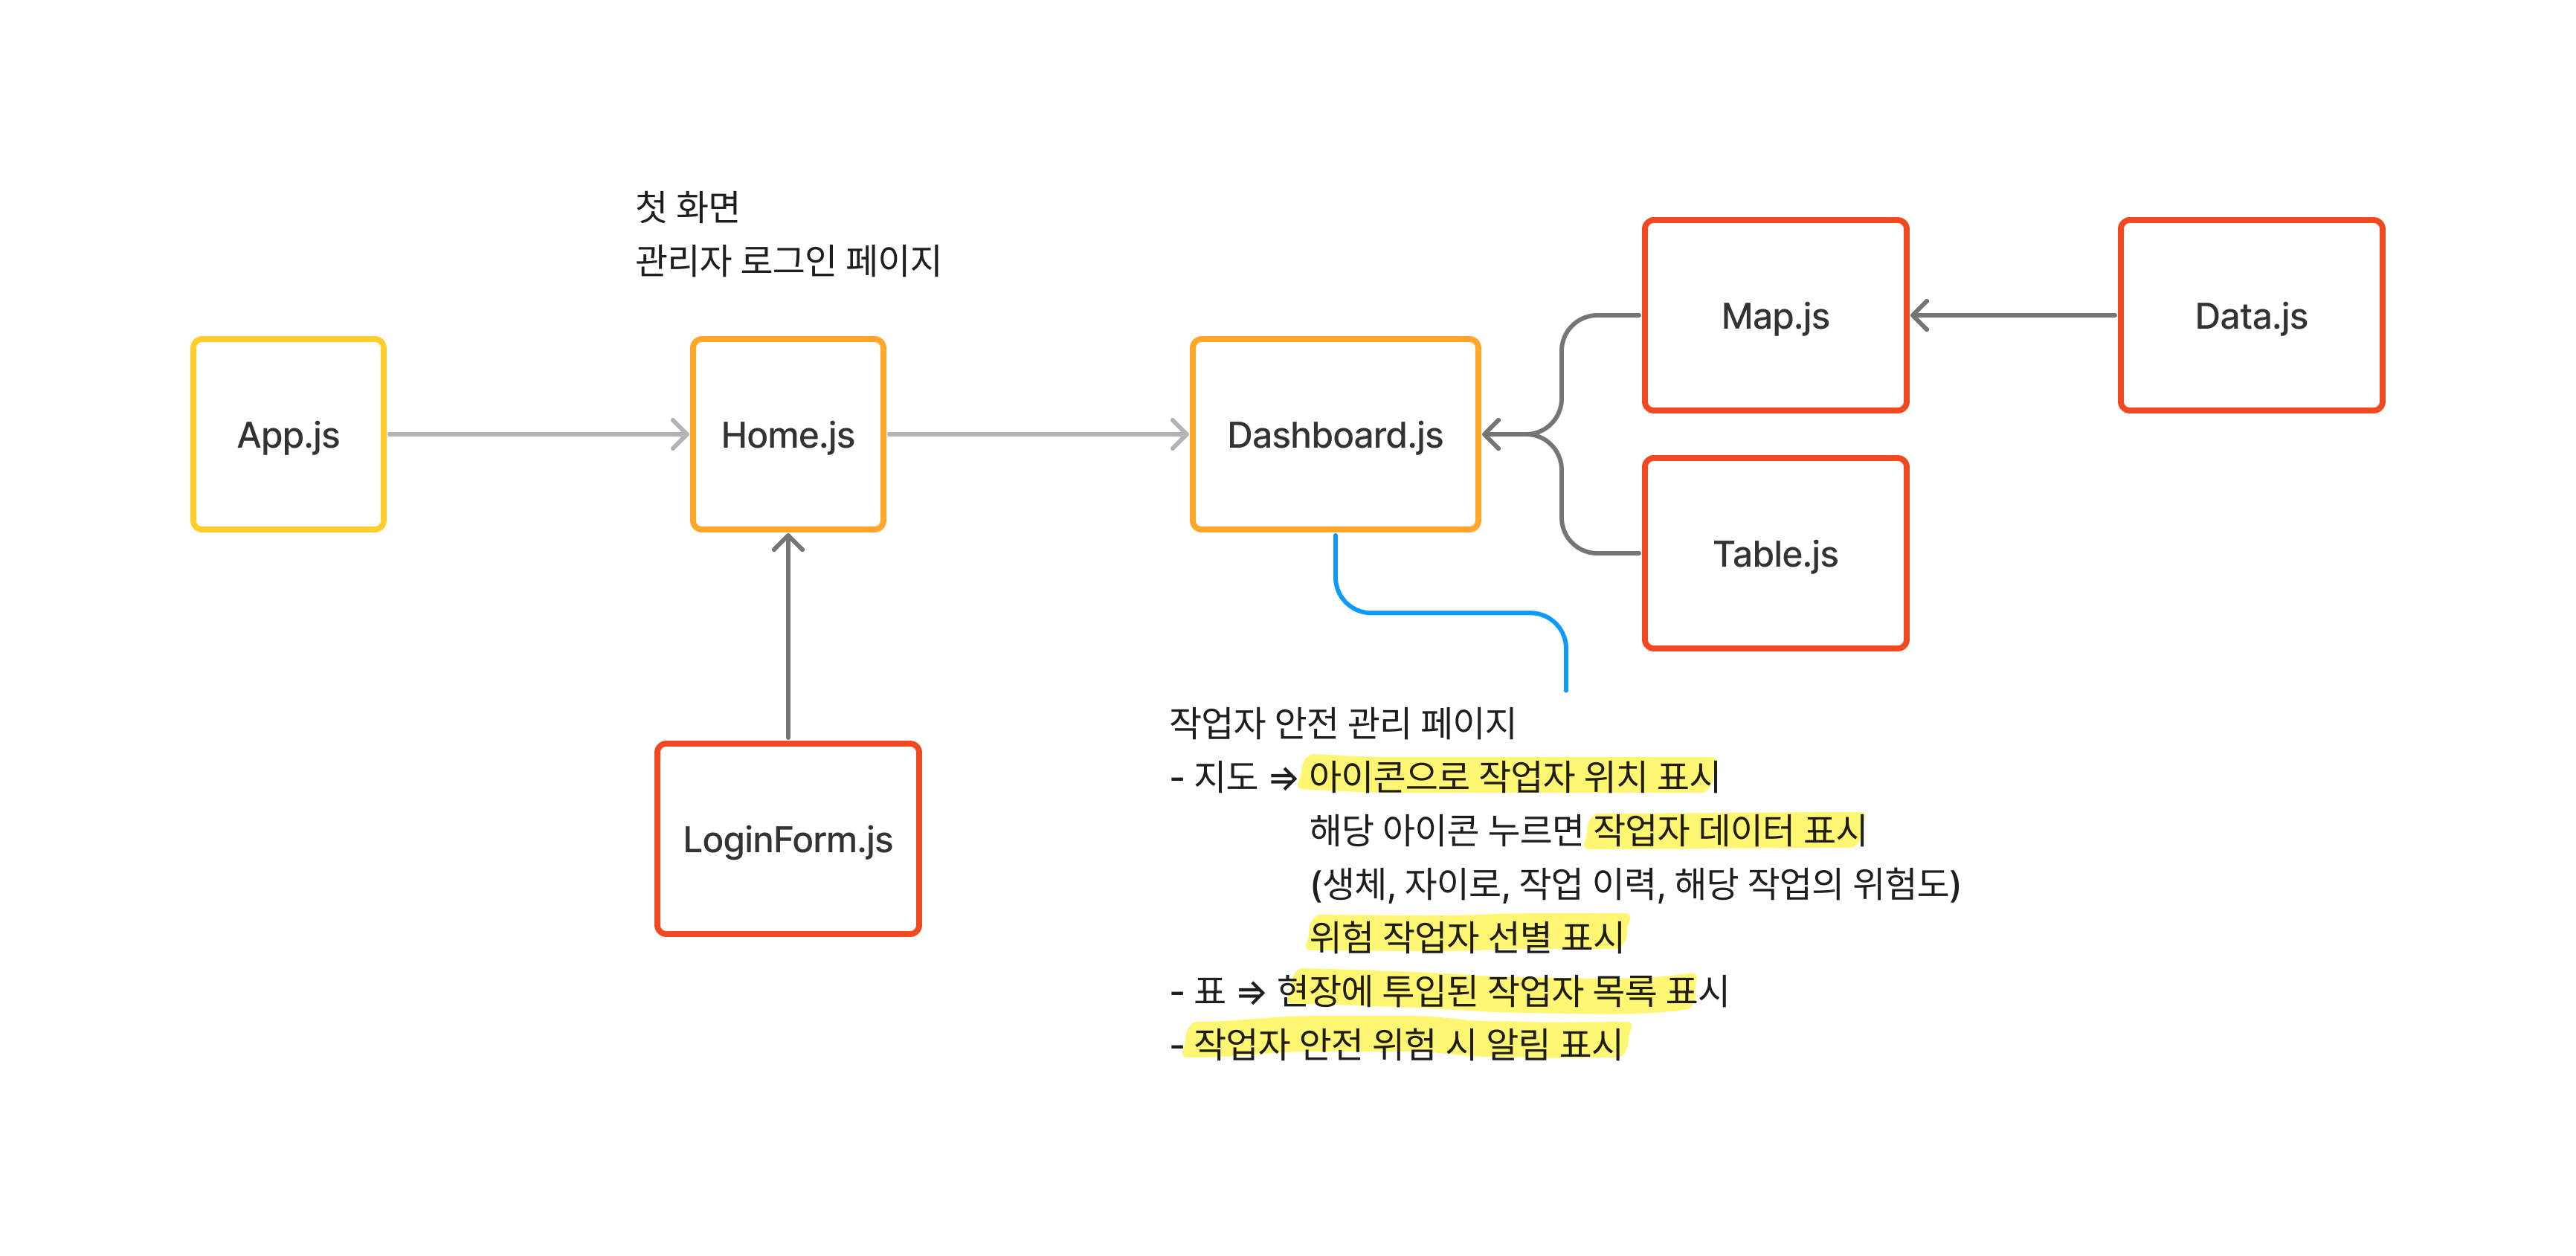 첫 화면
관리자 로그인 페이지
App.js
Home.js
Dashboard.js
Map.js
Data.js
Table.js
LoginForm.js
작업자 안전 관리 페이지
- 지도 ⇒ 아이콘으로 작업자 위치 표시
해당 아이콘 누르면 작업자 데이터 표시
(생체, 자이로, 작업 이력, 해당 작업의 위험도)
위험 작업자 선별 표시
- 표 ⇒ 현장에 투입된 작업자 목록 표시
- 작업자 안전 위험 시 알림 표시